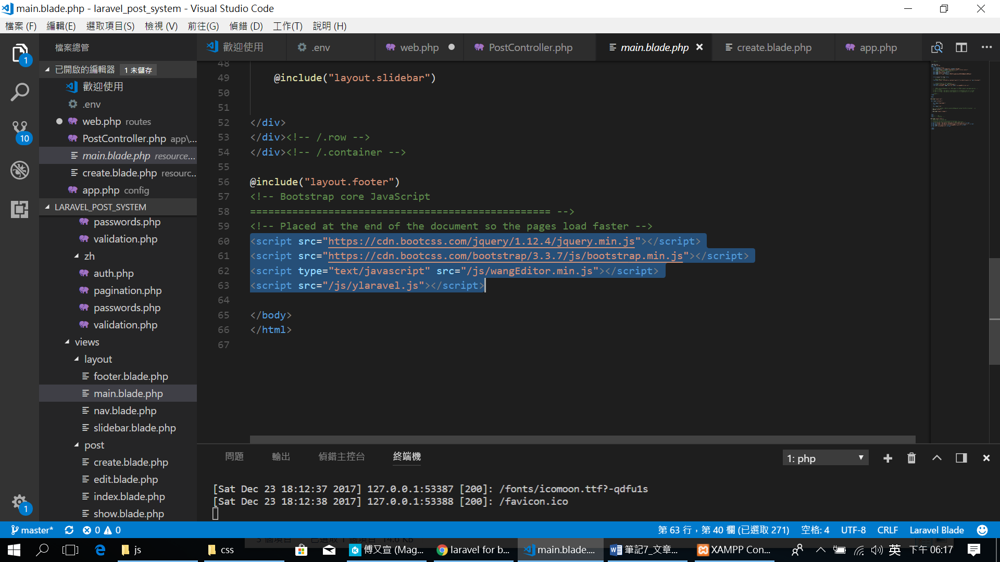 main.blade.php - laravel_post_system - Visual Studio Code
檔案 (F) 編輯(E) 選取項目(S) 檢視 (V) 前往(G) 偵錯 (D) 工作(T) 說明 (H)
檔案總管
歡迎使用 .env web.php PostController.php main.blade.php create.blade.php app.php
1
已開啟的編輯器 1 未儲存
歡迎使用
.env
web.php routes
PostController.php app\...
10
main.blade.php resource...
create.blade.php resourc...
app.php config
LARAVEL_POST_SYSTEM
passwords.php
validation.php
zh
auth.php
pagination.php
passwords.php
validation.php
views
layout
footer.blade.php
main.blade.php
nav.blade.php
slidebar.blade.php
post
create.blade.php
edit.blade.php
index.blade.php
show.blade.php
1
48
49 @include("layout.slidebar")
50
51
52 </div>
53 </div><!-- /.row -->
54 </div><!-- /.container -->
55
56 @include("layout.footer")
57 <!-- Bootstrap core JavaScript
58 ================================================== -->
59 <!-- Placed at the end of the document so the pages load faster -->
60 <script src="https://cdn.bootcss.com/jquery/1.12.4/jquery.min.js"></script>
61 <script src="https://cdn.bootcss.com/bootstrap/3.3.7/js/bootstrap.min.js"></script>
62 <script type="text/javascript" src="/js/wangEditor.min.js"></script>
63 <script src="/js/ylaravel.js"></script>
64
65 </body>
66 </html>
67
問題 輸出 偵錯主控台 終端機 1: php
[Sat Dec 23 18:12:37 2017] 127.0.0.1:53387 [200]: /fonts/icomoon.ttf?-qdfu1s
[Sat Dec 23 18:12:38 2017] 127.0.0.1:53388 [200]: /favicon.ico
master* 0 0 第 63 行，第 40 欄 (已選取 271) 空格: 4 UTF-8 CRLF Laravel Blade
js css 傅又宣 (Mag... laravel for b... main.blade.... 筆記7_文章... XAMPP Con... 英 下午 06:17